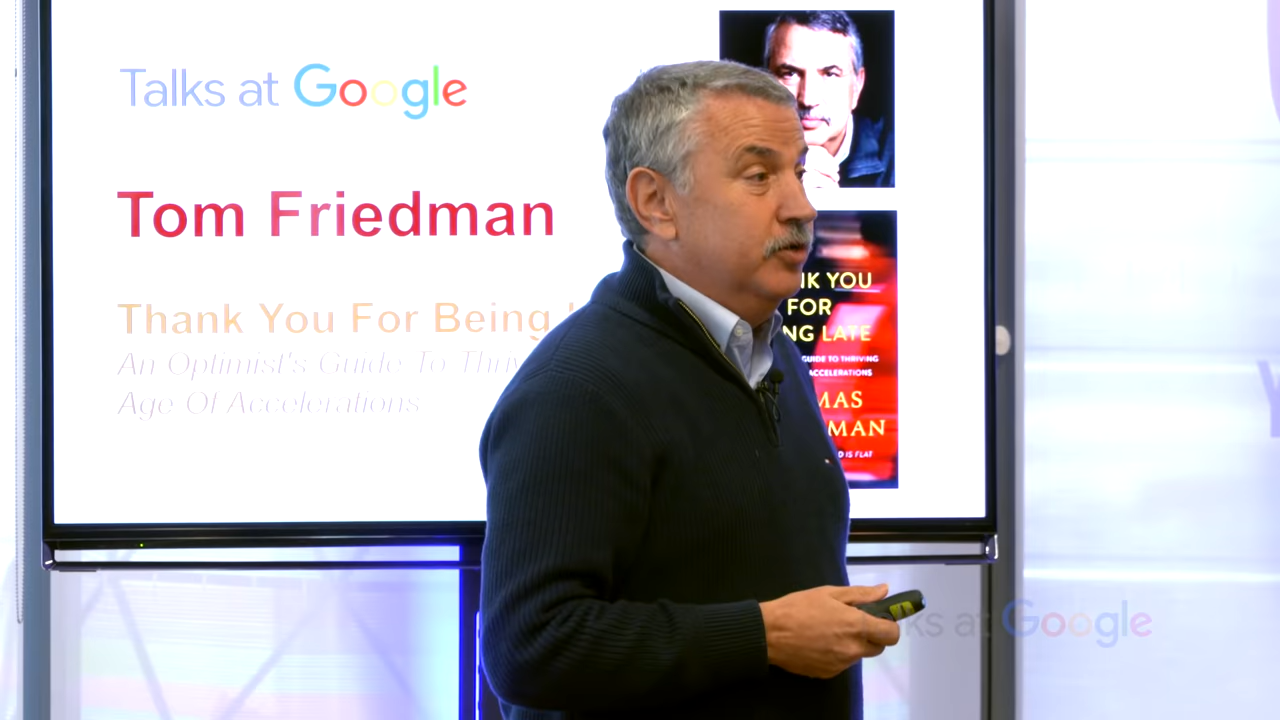 Talks at Google
Tom Friedman
Thank You For Being
An Optimist's Guide To Thriv
Age Of Accelerations
NK YOU
FOR
NG LATE
GUIDE TO THRIVING
ACCELERATIONS
MAS
MAN
D IS FLAT
ks at Google